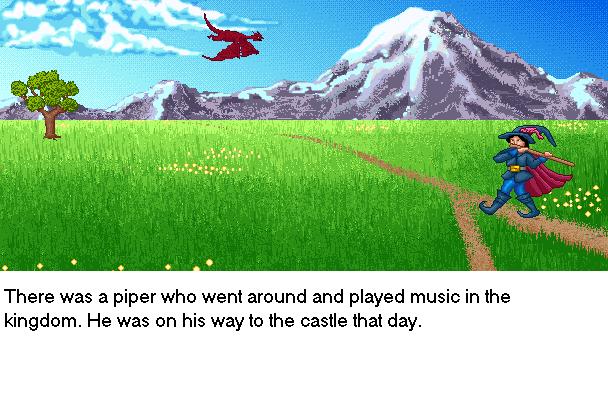 There was a piper who went around and played music in the
kingdom. He was on his way to the castle that day.